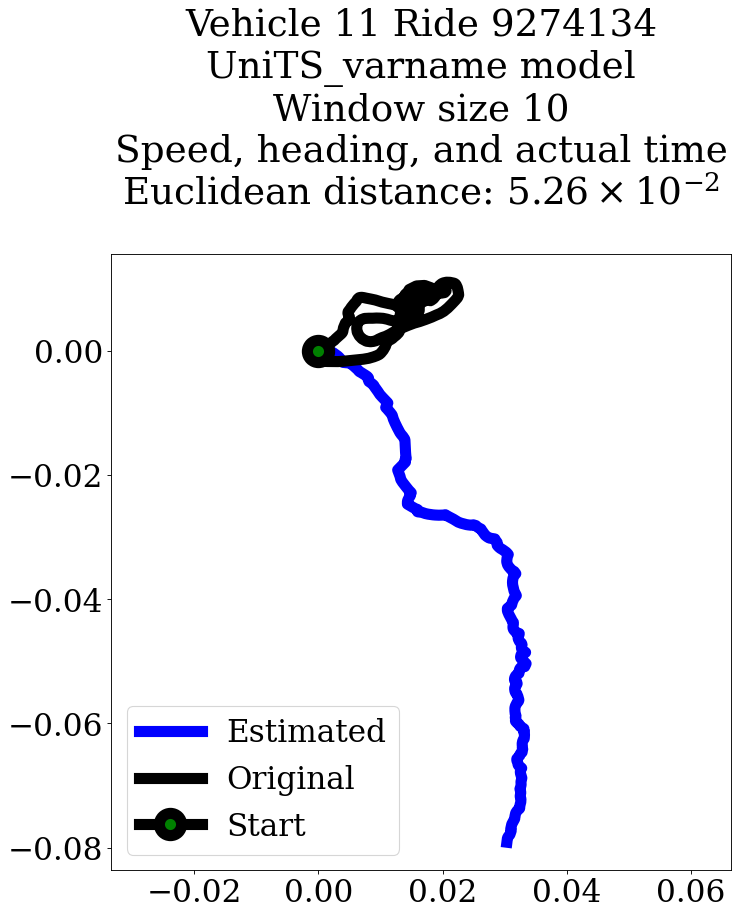 Vehicle 11 Ride 9274134
UniTS_varname model
Window size 10
Speed, heading, and actual time
Euclidean distance: 5.26 × 10⁻²
0.00
−0.02
−0.04
−0.06
−0.08
Estimated
Original
Start
−0.02 0.00 0.02 0.04 0.06